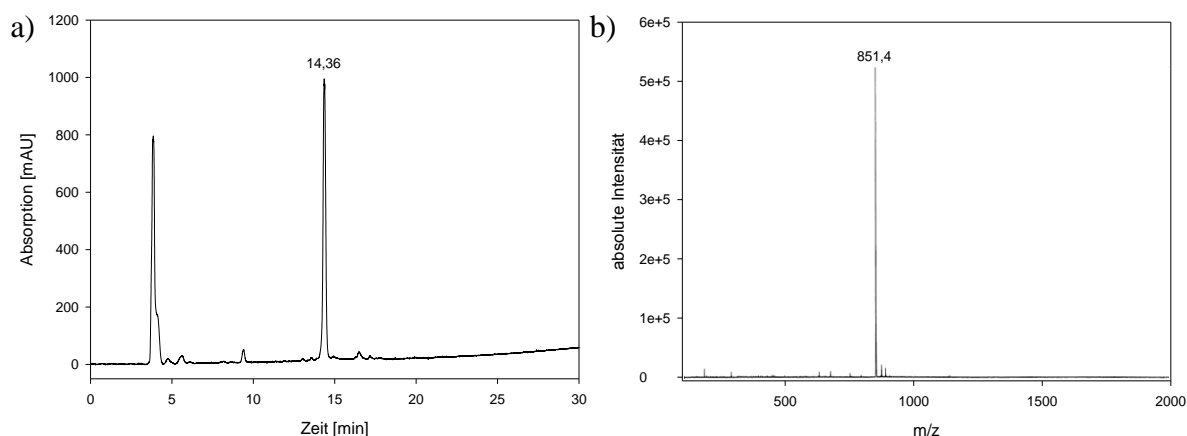 a)
1200
1000
800
600
400
200
0
Absorption [mAU]
14,36
0 5 10 15 20 25 30
Zeit [min]
b)
6e+5
5e+5
4e+5
3e+5
2e+5
1e+5
0
absolute Intensität
851,4
500 1000 1500 2000
m/z